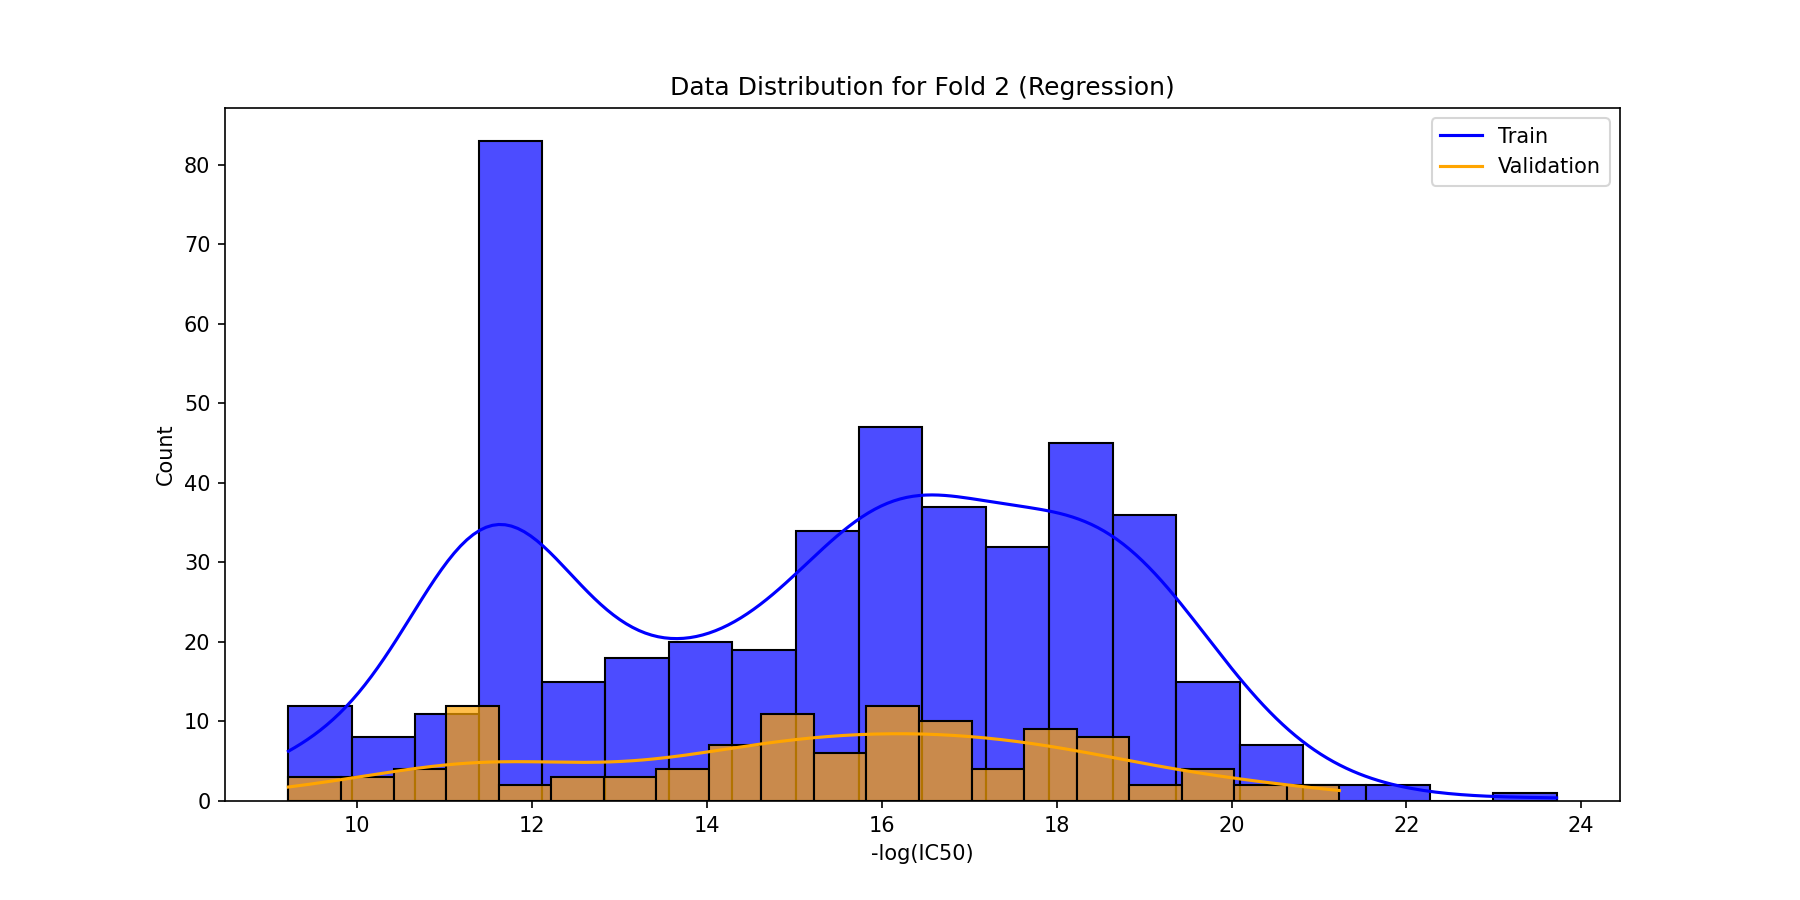 Data Distribution for Fold 2 (Regression)
Train
Validation
80
70
60
50
40
30
20
10
0
Count
10 12 14 16 18 20 22 24
-log(IC50)